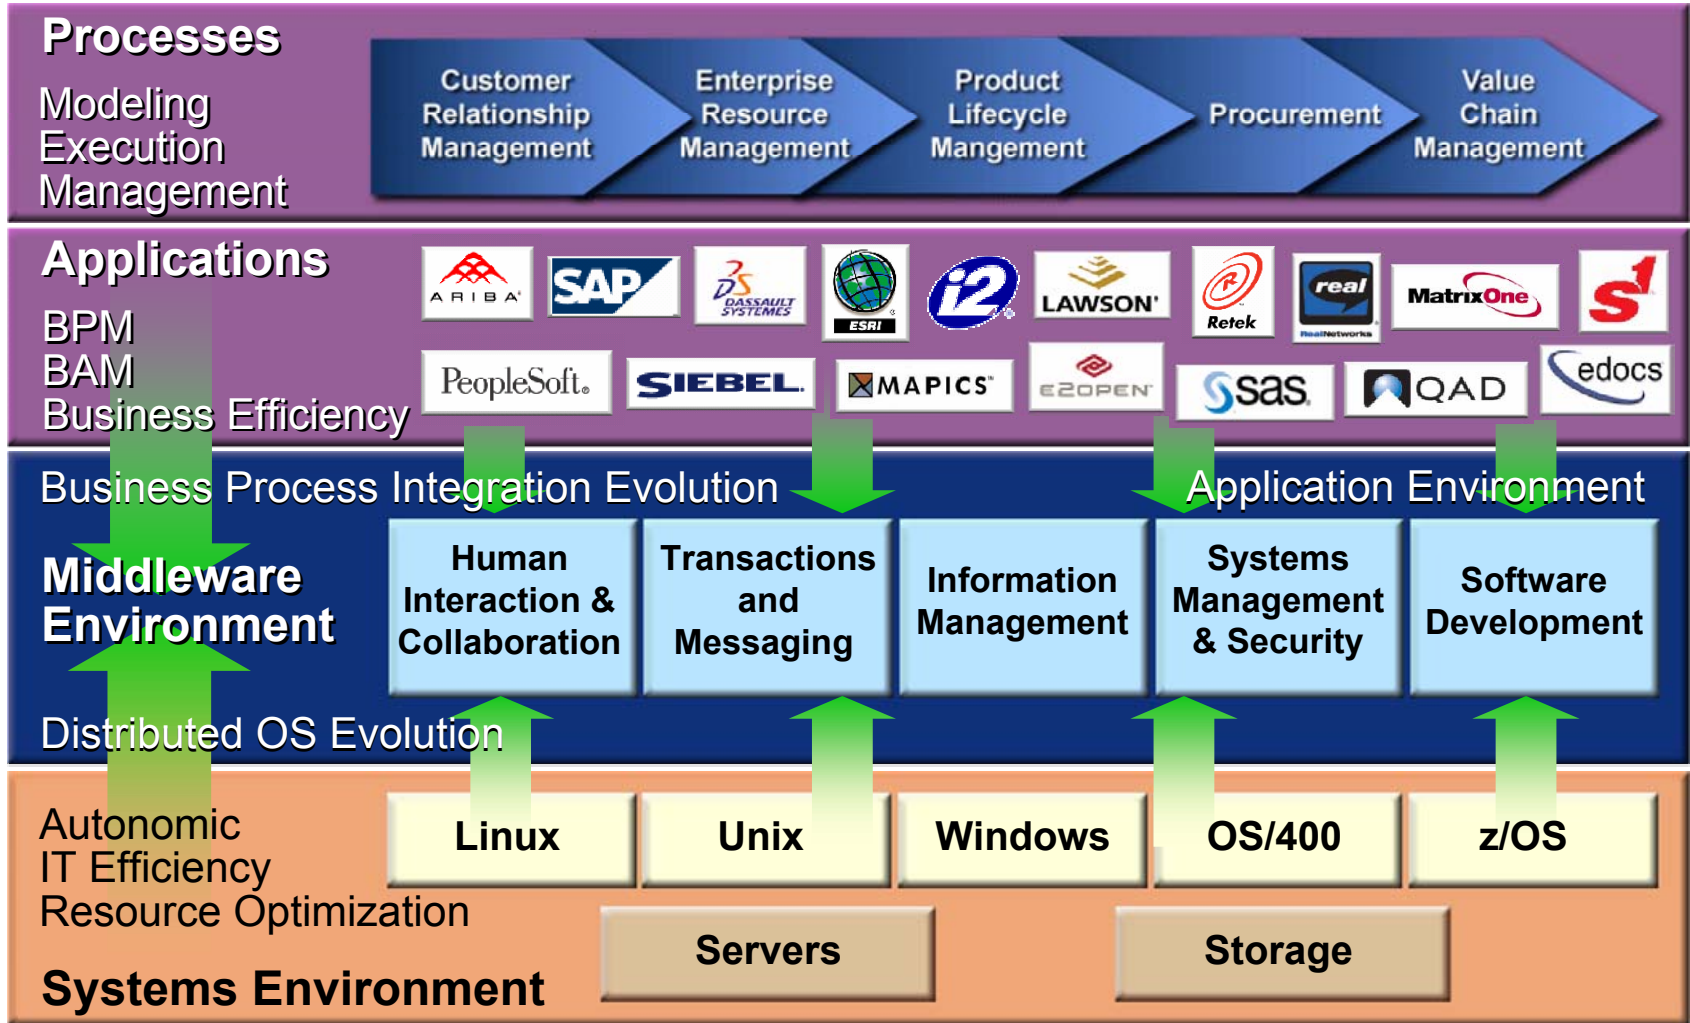 Processes
Modeling
Execution
Management
Customer
Relationship
Management
Enterprise
Resource
Management
Product
Lifecycle
Mangement
Procurement
Value
Chain
Management
Applications
BPM
BAM
Business Efficiency
ARIBA
SAP
3DS
DASSAULT
SYSTEMES
ESRI
i2
LAWSON
Retek
real
RealNetworks
MatrixOne
S1
PeopleSoft.
SIEBEL.
MAPICS
E2OPEN
sas.
QAD
edocs
Business Process Integration Evolution
Application Environment
Middleware
Environment
Human
Interaction &
Collaboration
Transactions
and
Messaging
Information
Management
Systems
Management
& Security
Software
Development
Distributed OS Evolution
Autonomic
IT Efficiency
Resource Optimization
Linux
Unix
Windows
OS/400
z/OS
Servers
Storage
Systems Environment